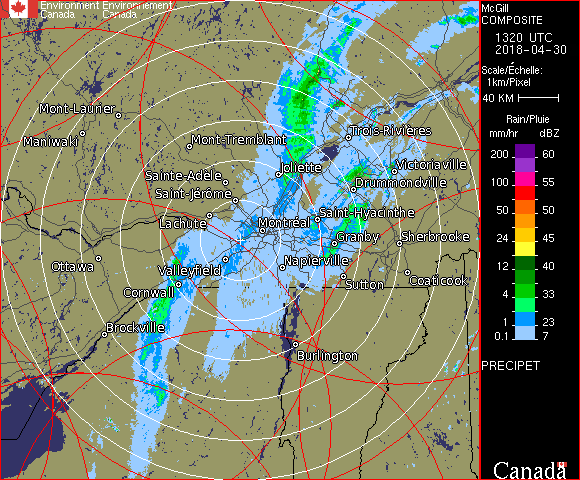 Environment Environnement
Canada Canada
McGill
COMPOSITE
1320 UTC
2018-04-30
Scale/Échelle:
1km/Pixel
40 KM
Rain/Pluie
mm/hr dBZ
200 60
100 55
50 50
24 45
12 40
4 33
1 23
0.1 7
PRECIPET
Canada
Mont-Laurier
Maniwaki
Mont-Tremblant
Trois-Rivières
Sainte-Adèle
Joliette
Victoriaville
Drummondville
Saint-Jérôme
Lachute
Montréal
Saint-Hyacinthe
Granby
Sherbrooke
Ottawa
Valleyfield
Napierville
Cornwall
Sutton
Coaticook
Brockville
Burlington